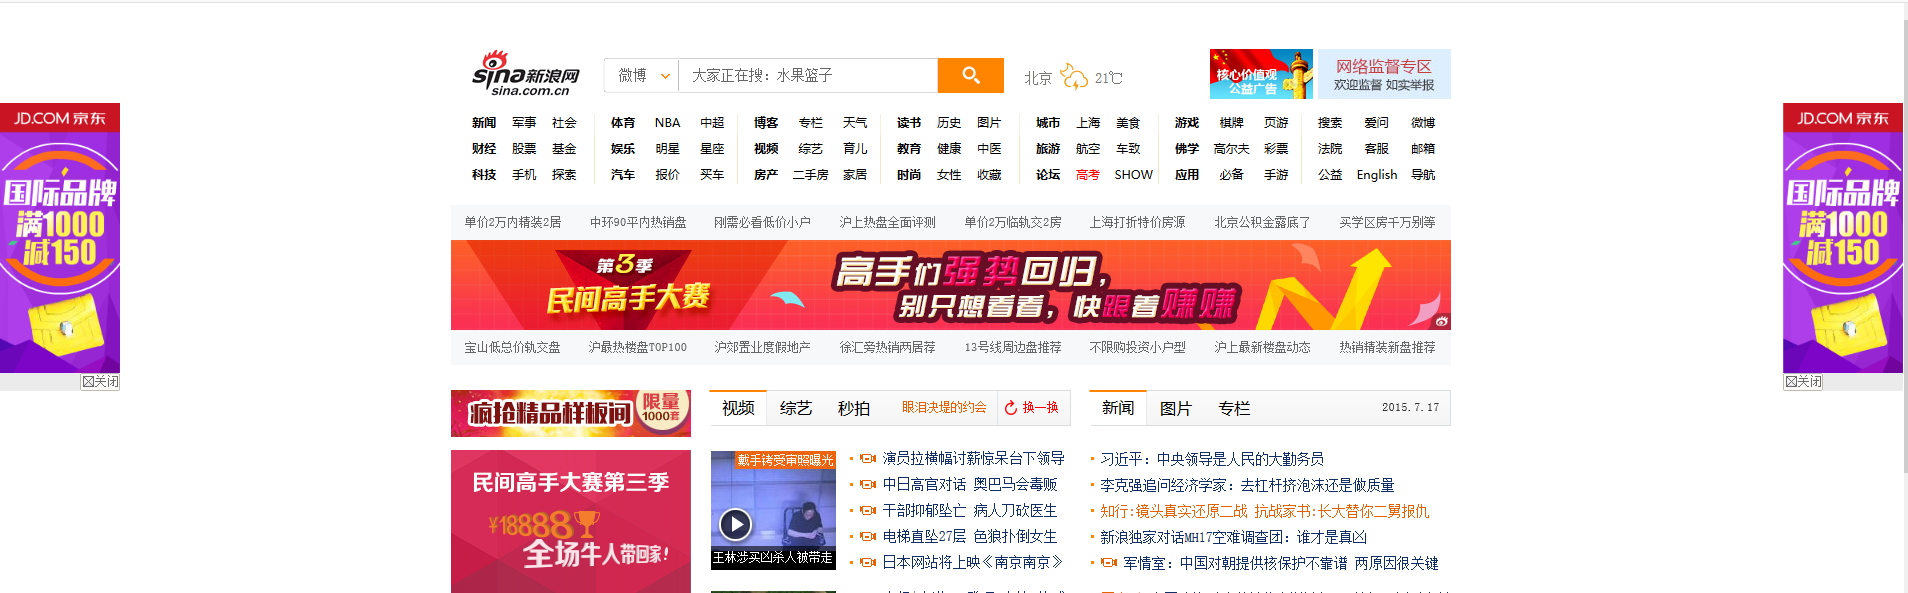 sina新浪网
sina.com.cn
微博 大家正在搜：水果篮子
北京 21℃
核心价值观
公益广告
网络监督专区
欢迎监督 如实举报
新闻 军事 社会 体育 NBA 中超 博客 专栏 天气 读书 历史 图片 城市 上海 美食 游戏 棋牌 页游 搜索 爱问 微博
财经 股票 基金 娱乐 明星 星座 视频 综艺 育儿 教育 健康 中医 旅游 航空 车致 佛学 高尔夫 彩票 法院 客服 邮箱
科技 手机 探索 汽车 报价 买车 房产 二手房 家居 时尚 女性 收藏 论坛 高考 SHOW 应用 必备 手游 公益 English 导航
JD.COM 京东
国际品牌
满1000
减150
关闭
JD.COM 京东
国际品牌
满1000
减150
关闭
单价2万内精装2居 中环90平内热销盘 刚需必看低价小户 沪上热盘全面评测 单价2万临轨交2房 上海打折特价房源 北京公积金露底了 买学区房千万别等
第3季
民间高手大赛
高手们强势回归，
别只想看看，快跟着赚赚
宝山低总价轨交盘 沪最热楼盘TOP100 沪郊置业度假地产 徐汇旁热销两居荐 13号线周边盘推荐 不限购投资小户型 沪上最新楼盘动态 热销精装新盘推荐
疯抢精品样板间
限量
1000套
民间高手大赛第三季
¥18888
全场牛人带回家!
视频 综艺 秒拍 眼泪决堤的约会 换一换
戴手铐受审照曝光
王林涉买凶杀人被带走
演员拉横幅讨薪惊呆台下领导
中日高官对话 奥巴马会毒贩
干部抑郁坠亡 病人刀砍医生
电梯直坠27层 色狼扑倒女生
日本网站将上映《南京南京》
新闻 图片 专栏 2015.7.17
习近平：中央领导是人民的大勤务员
李克强追问经济学家：去杠杆挤泡沫还是做质量
知行:镜头真实还原二战 抗战家书:长大替你二舅报仇
新浪独家对话MH17空难调查团：谁才是真凶
军情室：中国对朝提供核保护不靠谱 两原因很关键